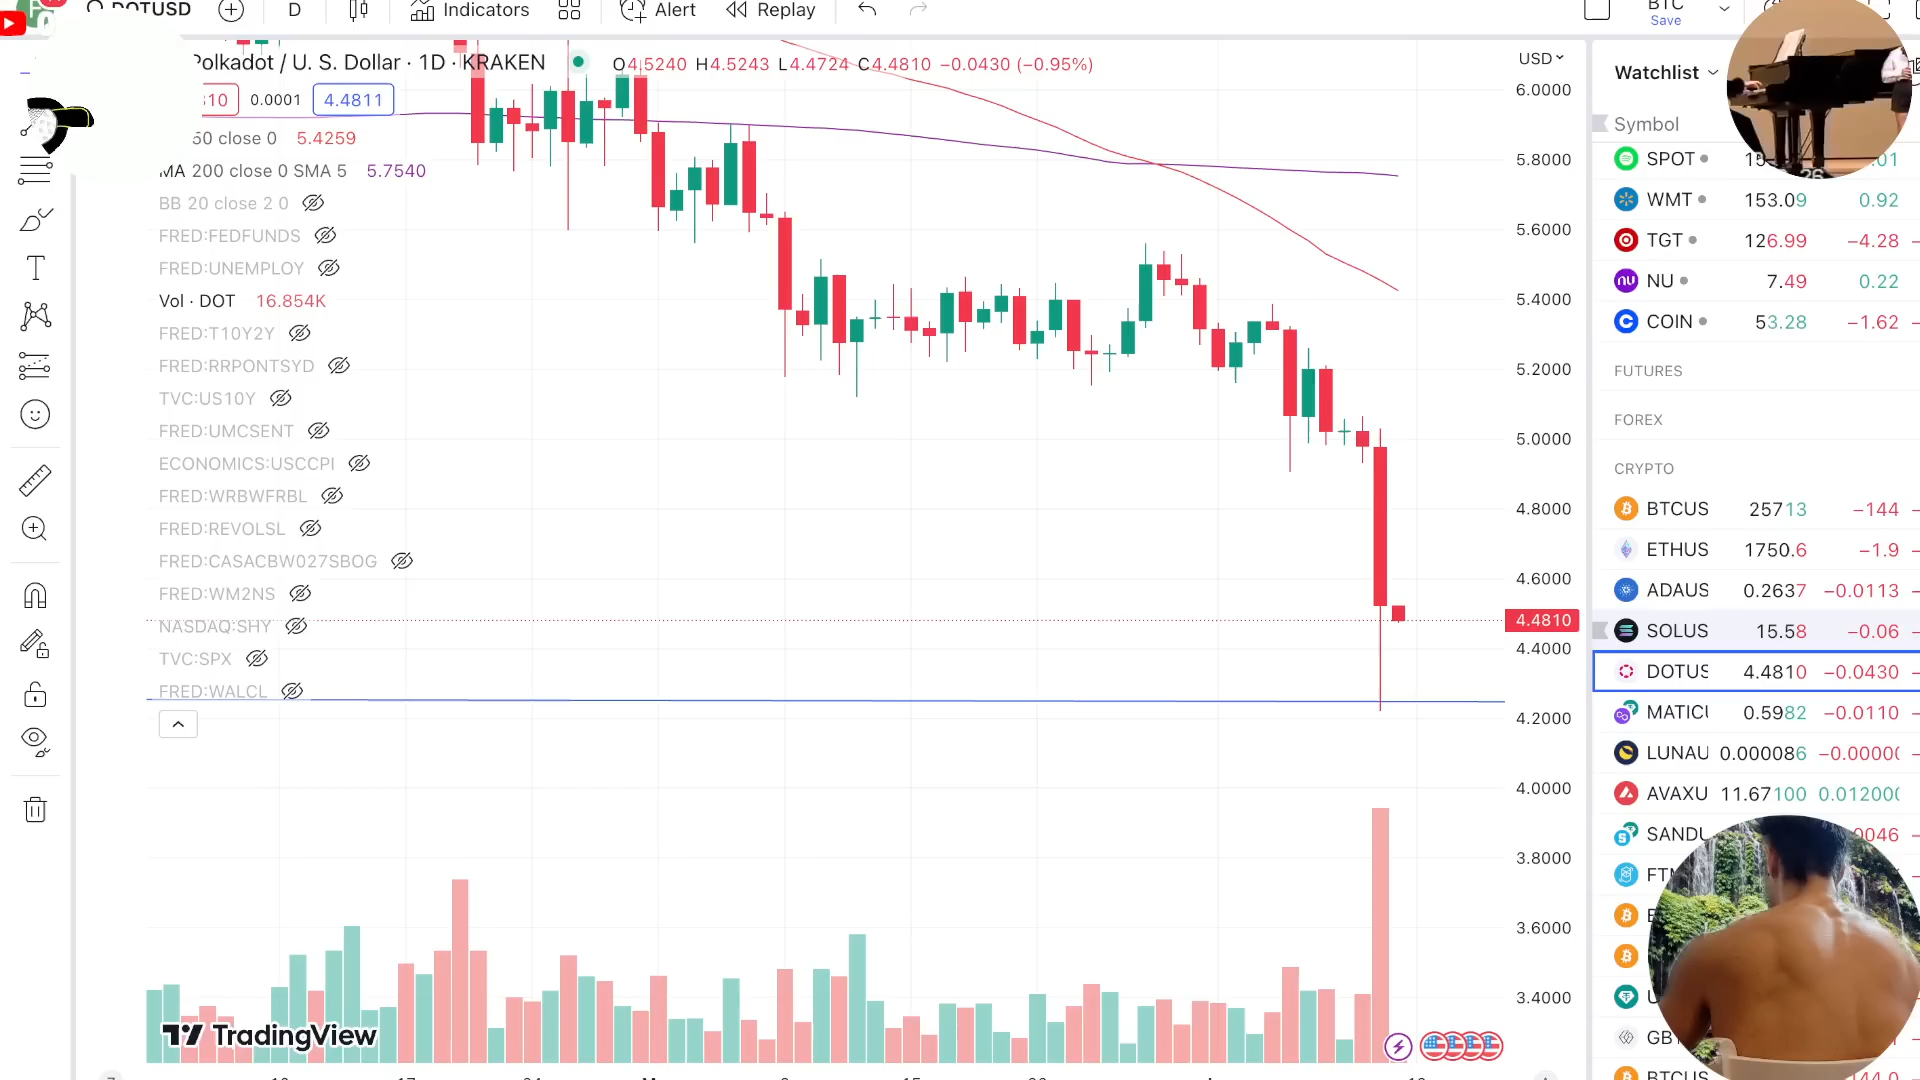 DOTUSD
D
Indicators
Alert
Replay
BTC
Save
Polkadot / U. S. Dollar · 1D · KRAKEN
O4.5240 H4.5243 L4.4724 C4.4810 −0.0430 (−0.95%)
USD
Watchlist
0.0001
4.4811
50 close 0 5.4259
MA 200 close 0 SMA 5 5.7540
BB 20 close 2 0
FRED:FEDFUNDS
FRED:UNEMPLOY
Vol · DOT 16.854K
FRED:T10Y2Y
FRED:RRPONTSYD
TVC:US10Y
FRED:UMCSENT
ECONOMICS:USCCPI
FRED:WRBWFRBL
FRED:REVOLSL
FRED:CASACBW027SBOG
FRED:WM2NS
NASDAQ:SHY
TVC:SPX
FRED:WALCL
6.0000
5.8000
5.6000
5.4000
5.2000
5.0000
4.8000
4.6000
4.4810
4.4000
4.2000
4.0000
3.8000
3.6000
3.4000
Symbol
SPOT
WMT 153.09 0.92
TGT 126.99 −4.28
NU 7.49 0.22
COIN 53.28 −1.62
FUTURES
FOREX
CRYPTO
BTCUS 25713 −144
ETHUS 1750.6 −1.9
ADAUS 0.2637 −0.0113
SOLUS 15.58 −0.06
DOTUS 4.4810 −0.0430
MATICU 0.5982 −0.0110
LUNAU 0.000086 −0.0000
AVAXU 11.67100 0.01200
SANDU
GB
TradingView